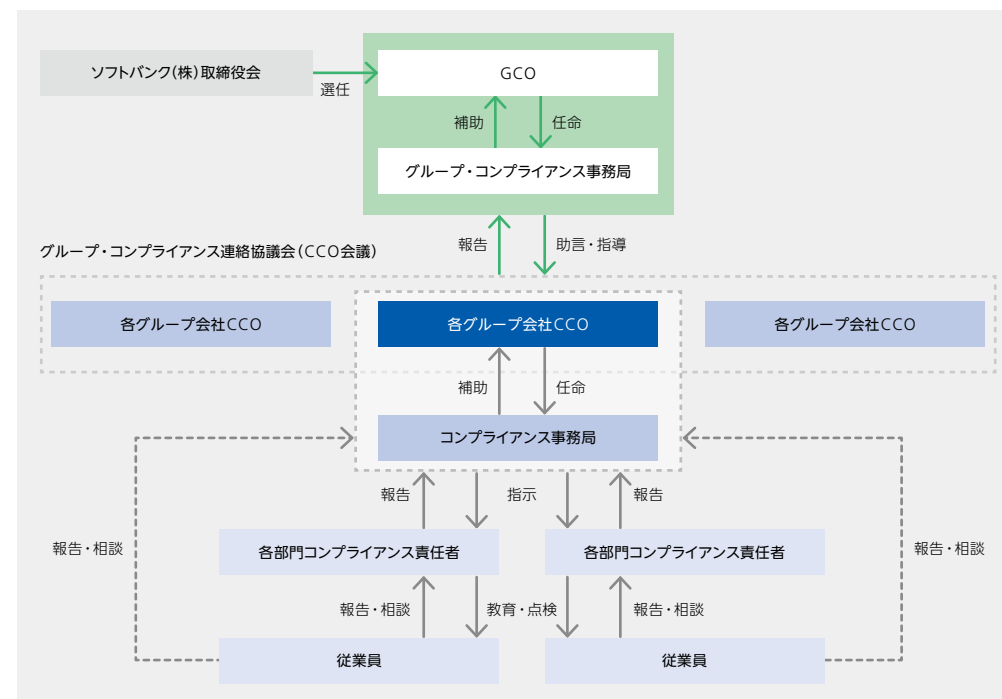 ソフトバンク(株)取締役会
選任
GCO
補助
任命
グループ・コンプライアンス事務局
報告
助言・指導
グループ・コンプライアンス連絡協議会(CCO会議)
各グループ会社CCO
各グループ会社CCO
各グループ会社CCO
補助
任命
コンプライアンス事務局
報告
指示
報告
各部門コンプライアンス責任者
各部門コンプライアンス責任者
報告・相談
報告・相談
報告・相談
教育・点検
報告・相談
従業員
従業員